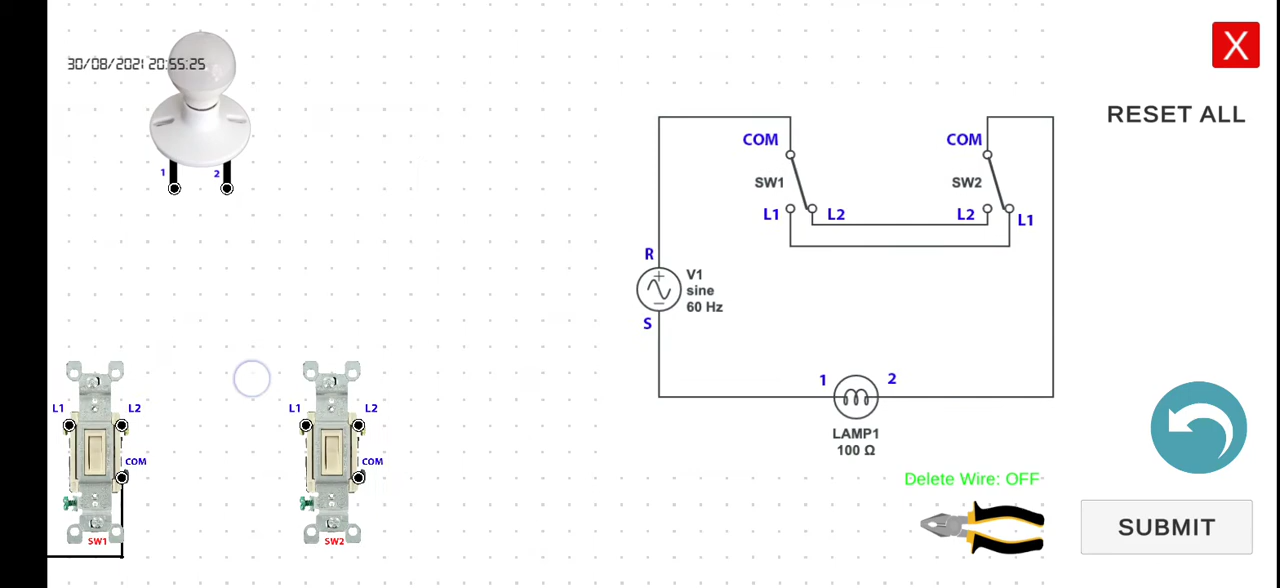 30/08/2021 20:55:25
X
RESET ALL
1
2
COM
COM
SW1
SW2
L1
L2
L2
L1
R
V1
sine
60 Hz
S
1
2
LAMP1
100 Ω
L1
L2
COM
SW1
L1
L2
COM
SW2
Delete Wire: OFF
SUBMIT